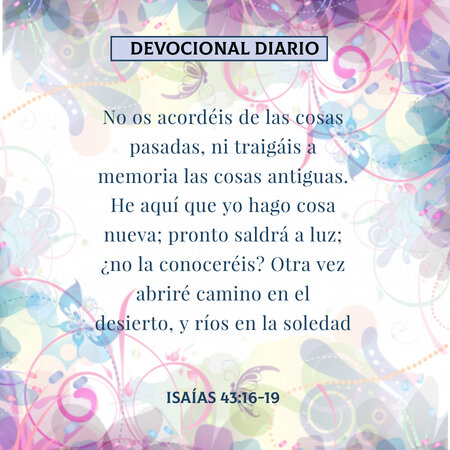 DEVOCIONAL DIARIO
No os acordéis de las cosas
pasadas, ni traigáis a
memoria las cosas antiguas.
He aquí que yo hago cosa
nueva; pronto saldrá a luz;
¿no la conoceréis? Otra vez
abriré camino en el
desierto, y ríos en la soledad
ISAÍAS 43:16-19